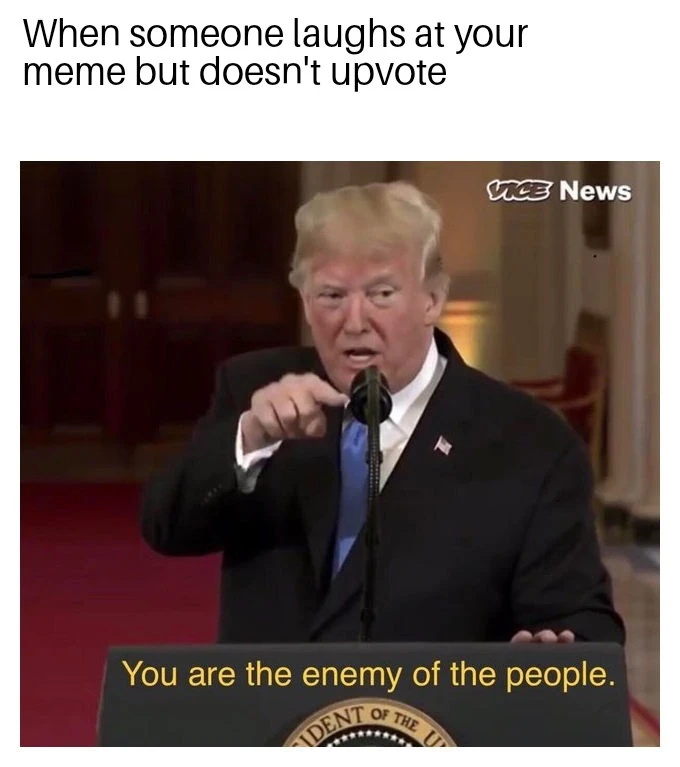 When someone laughs at your
meme but doesn't upvote
VICE News
You are the enemy of the people.
IDENT OF THE U